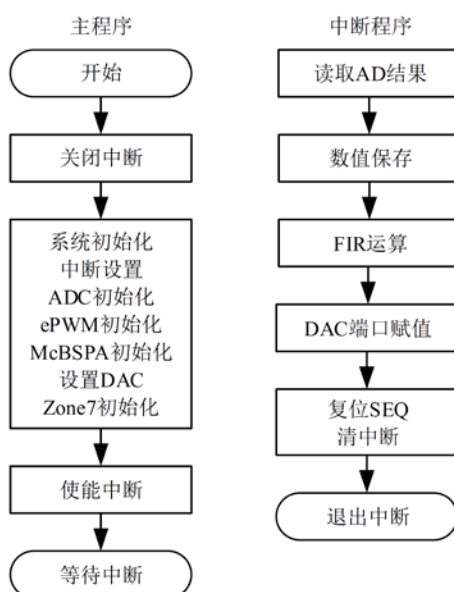 主程序
开始
关闭中断
系统初始化
中断设置
ADC初始化
ePWM初始化
McBSPA初始化
设置DAC
Zone7初始化
使能中断
等待中断
中断程序
读取AD结果
数值保存
FIR运算
DAC端口赋值
复位SEQ
清中断
退出中断